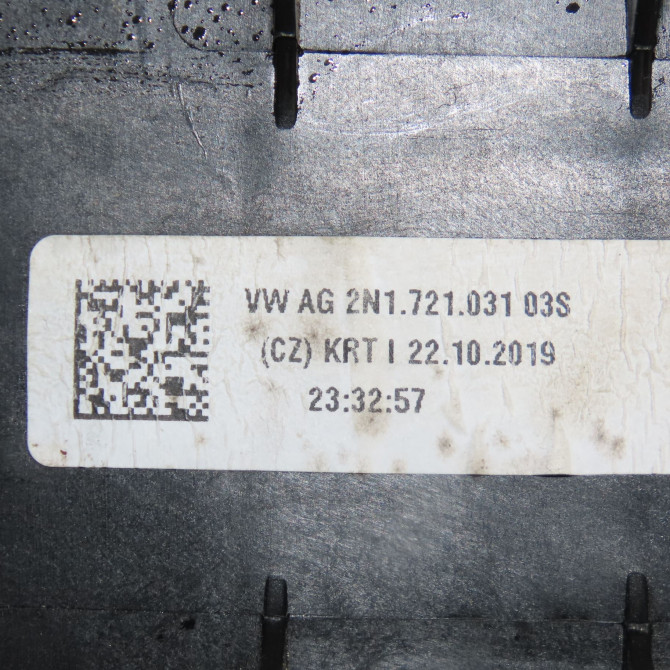 VW AG 2N1.721.031 03S
(CZ) KRT I 22.10.2019
23:32:57